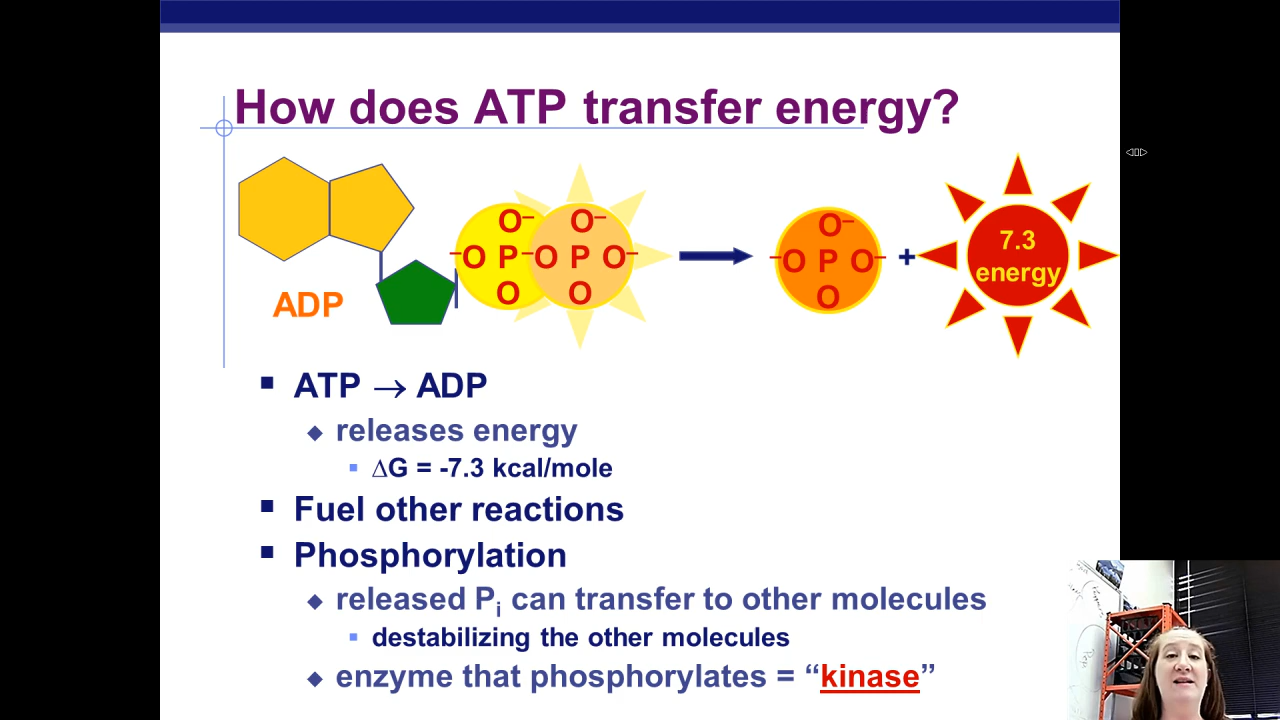 How does ATP transfer energy?
O– O– O–
–O P –O P O– –O P O– + 7.3
energy
O O O
ADP
ATP → ADP
releases energy
∆G = -7.3 kcal/mole
Fuel other reactions
Phosphorylation
released Pi can transfer to other molecules
destabilizing the other molecules
enzyme that phosphorylates = “kinase”